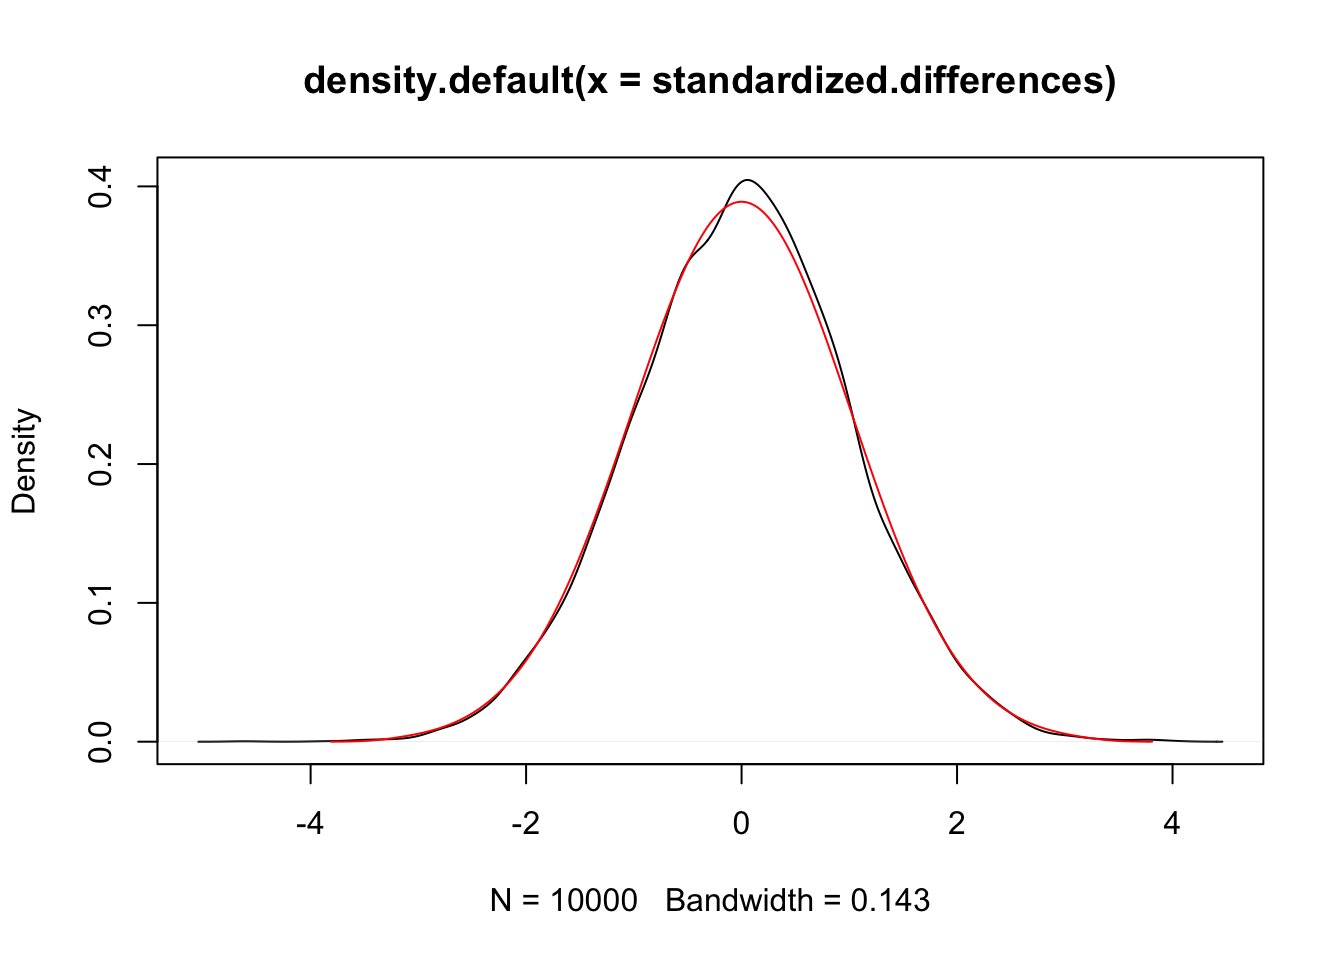 density.default(x = standardized.differences)
Density
0.4
0.3
0.2
0.1
0.0
-4 -2 0 2 4
N = 10000 Bandwidth = 0.143